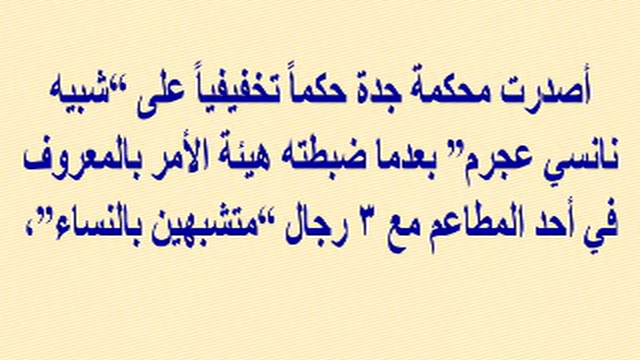 أصدرت محكمة جدة حكماً تخفيفياً على “شبيه
نانسي عجرم” بعدما ضبطته هيئة الأمر بالمعروف
في أحد المطاعم مع ٣ رجال “متشبهين بالنساء”،